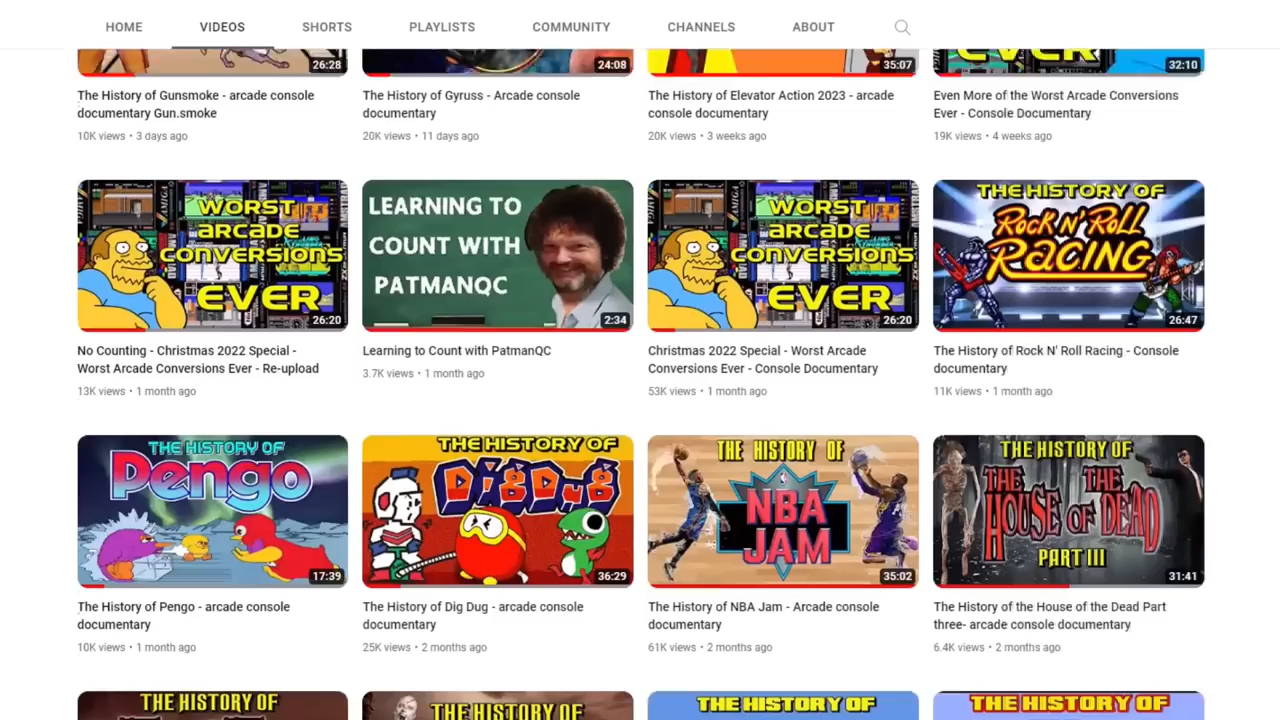 HOME VIDEOS SHORTS PLAYLISTS COMMUNITY CHANNELS ABOUT
26:28
24:08
35:07
EVER
32:10
The History of Gunsmoke - arcade console
documentary Gun.smoke
10K views • 3 days ago
The History of Gyruss - Arcade console
documentary
20K views • 11 days ago
The History of Elevator Action 2023 - arcade
console documentary
20K views • 3 weeks ago
Even More of the Worst Arcade Conversions
Ever - Console Documentary
19K views • 4 weeks ago
WORST
ARCADE
CONVERSIONS
EVER
26:20
LEARNING TO
COUNT WITH
PATMANQC
2:34
WORST
ARCADE
CONVERSIONS
EVER
26:20
THE HISTORY OF
ROCK N' ROLL
RACING
26:47
No Counting - Christmas 2022 Special -
Worst Arcade Conversions Ever - Re-upload
13K views • 1 month ago
Learning to Count with PatmanQC
3.7K views • 1 month ago
Christmas 2022 Special - Worst Arcade
Conversions Ever - Console Documentary
53K views • 1 month ago
The History of Rock N' Roll Racing - Console
documentary
11K views • 1 month ago
THE HISTORY OF
Pengo
17:39
THE HISTORY OF
DIG DUG
36:29
THE HISTORY OF
NBA
JAM
35:02
THE HISTORY OF
THE HOUSE OF THE DEAD
PART III
31:41
The History of Pengo - arcade console
documentary
10K views • 1 month ago
The History of Dig Dug - arcade console
documentary
25K views • 2 months ago
The History of NBA Jam - Arcade console
documentary
61K views • 2 months ago
The History of the House of the Dead Part
three- arcade console documentary
6.4K views • 2 months ago
THE HISTORY OF
THE HISTORY OF
THE HISTORY OF
THE HISTORY OF